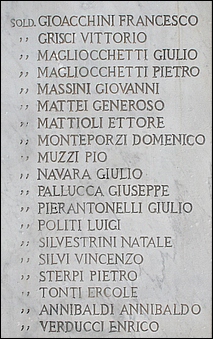 SOLD. GIOACCHINI FRANCESCO
" GRISCI VITTORIO
" MAGLIOCCHETTI GIULIO
" MAGLIOCCHETTI PIETRO
" MASSINI GIOVANNI
" MATTEI GENEROSO
" MATTIOLI ETTORE
" MONTEPORZI DOMENICO
" MUZZI PIO
" NAVARA GIULIO
" PALLUCCA GIUSEPPE
" PIERANTONELLI GIULIO
" POLITI LUIGI
" SILVESTRINI NATALE
" SILVI VINCENZO
" STERPI PIETRO
" TONTI ERCOLE
" ANNIBALDI ANNIBALDO
" VERDUCCI ENRICO